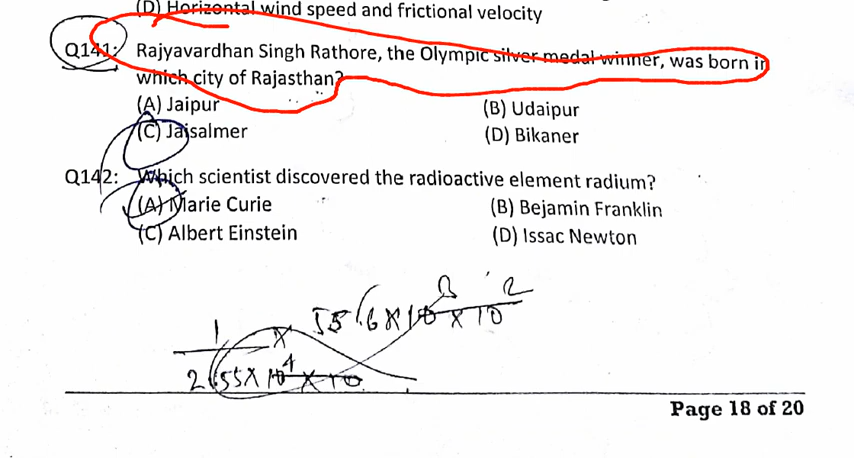 (D) Horizontal wind speed and frictional velocity
Q141: Rajyavardhan Singh Rathore, the Olympic silver medal winner, was born in
which city of Rajasthan?
(A) Jaipur (B) Udaipur
(C) Jaisalmer (D) Bikaner
Q142: Which scientist discovered the radioactive element radium?
(A) Marie Curie (B) Bejamin Franklin
(C) Albert Einstein (D) Issac Newton
Page 18 of 20